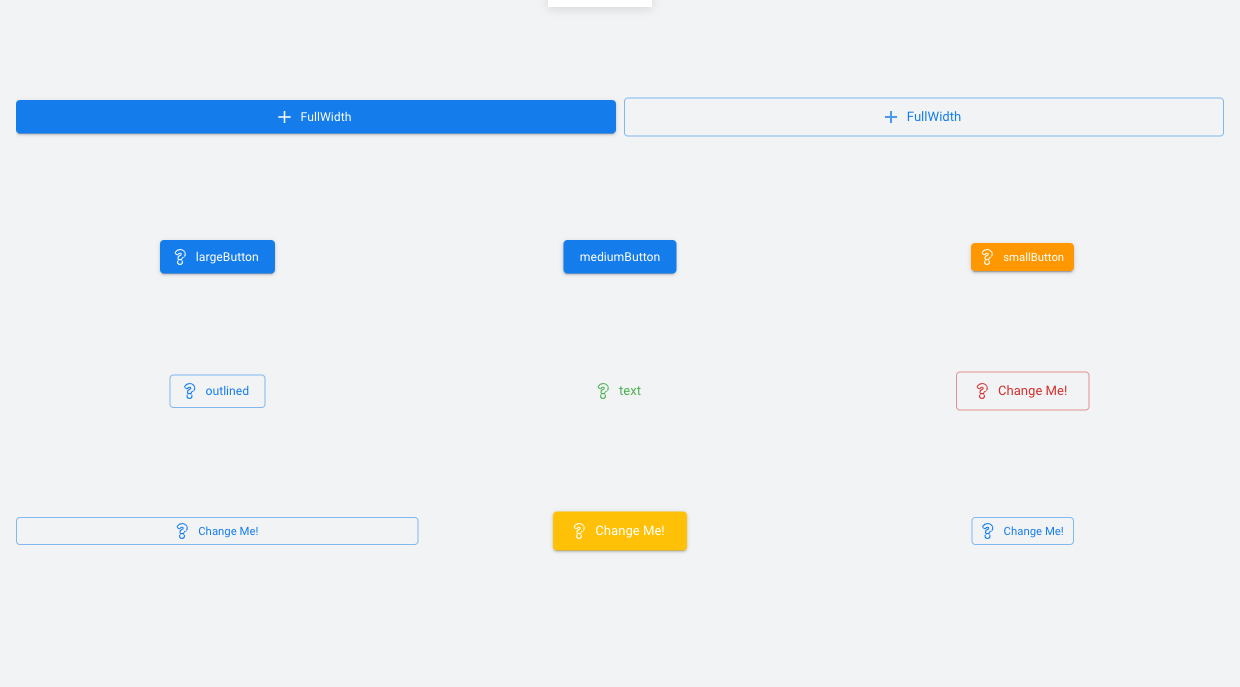 FullWidth
FullWidth
largeButton
mediumButton
smallButton
outlined
text
Change Me!
Change Me!
Change Me!
Change Me!